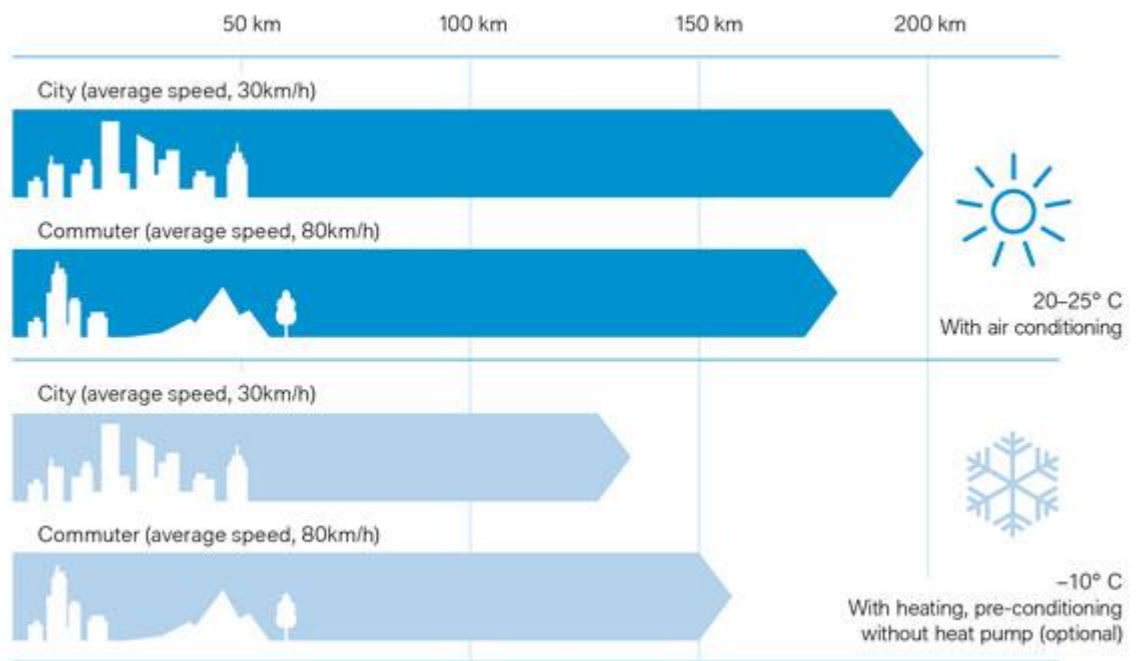 50 km 100 km 150 km 200 km
City (average speed, 30km/h)
Commuter (average speed, 80km/h)
20–25° C
With air conditioning
City (average speed, 30km/h)
Commuter (average speed, 80km/h)
–10° C
With heating, pre-conditioning
without heat pump (optional)